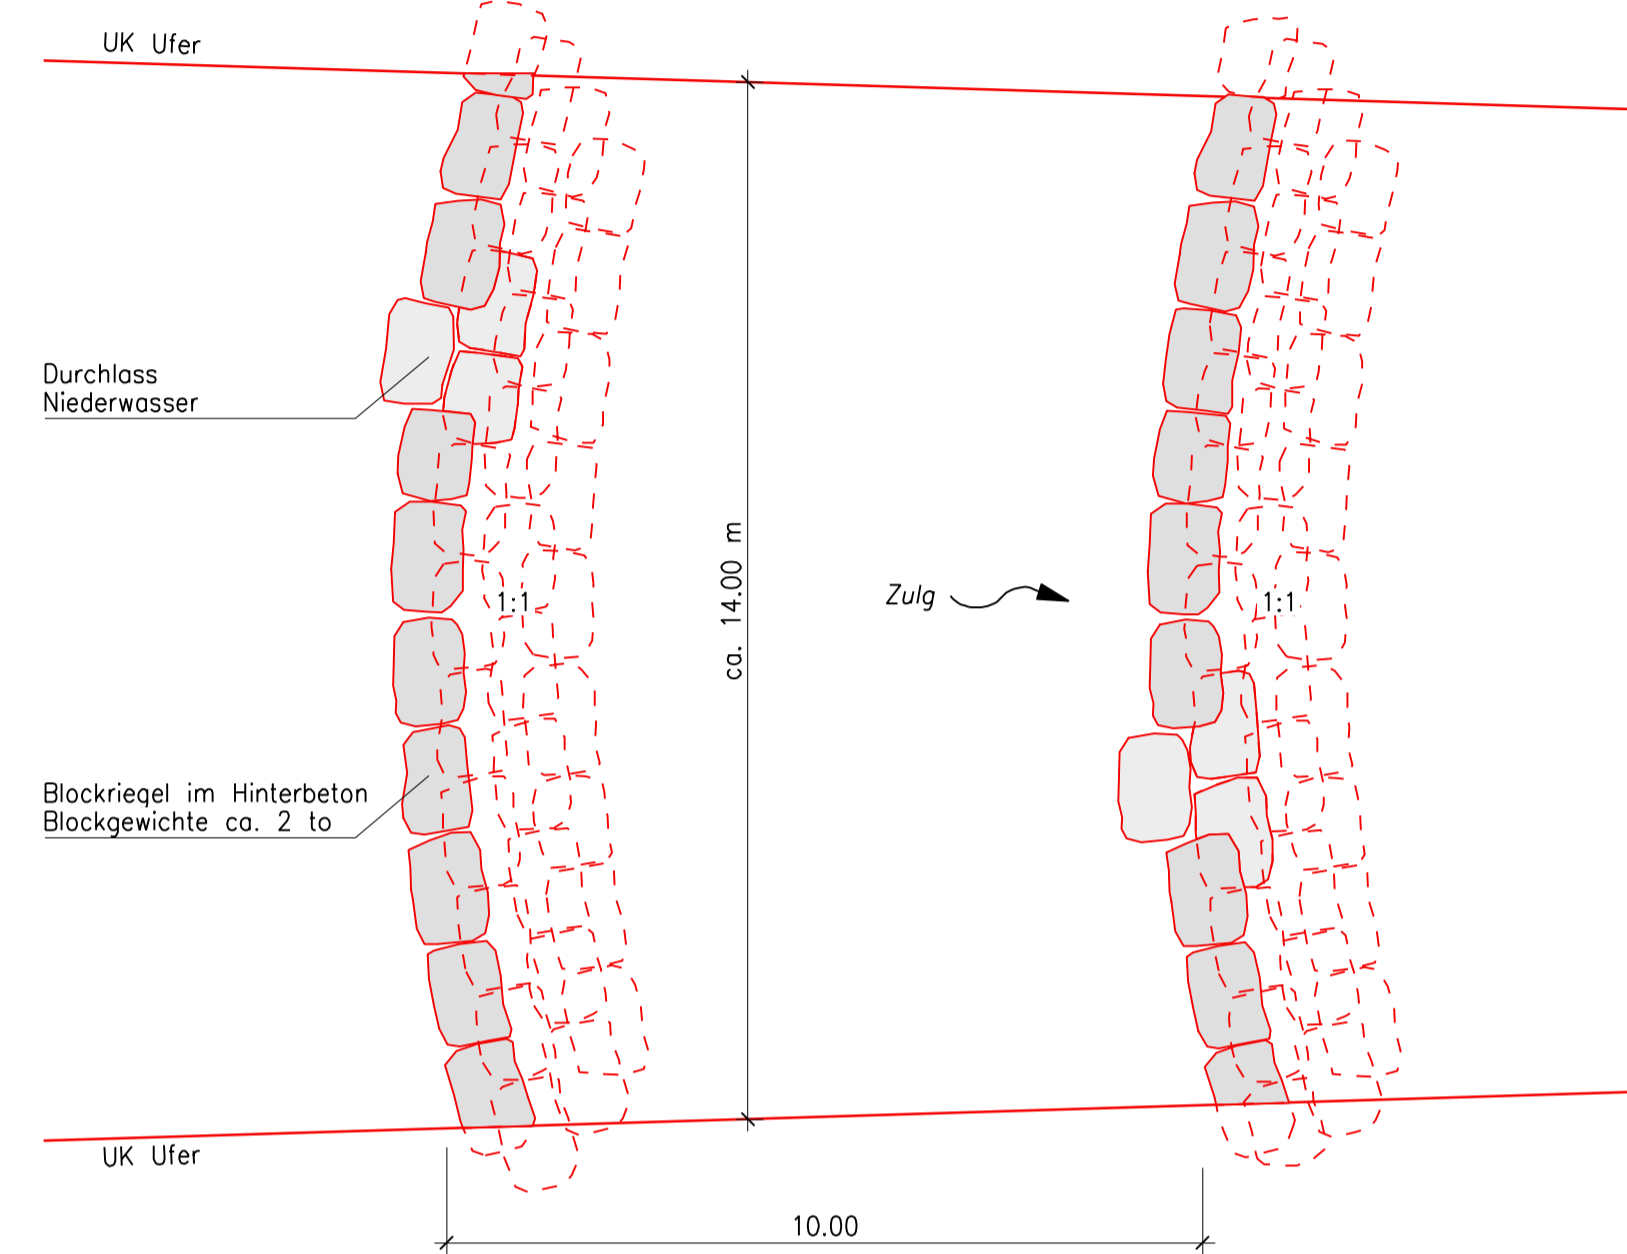 UK Ufer
Durchlass
Niederwasser
ca. 14.00 m
Zulg
1:1
1:1
Blockriegel im Hinterbeton
Blockgewichte ca. 2 to
UK Ufer
10.00